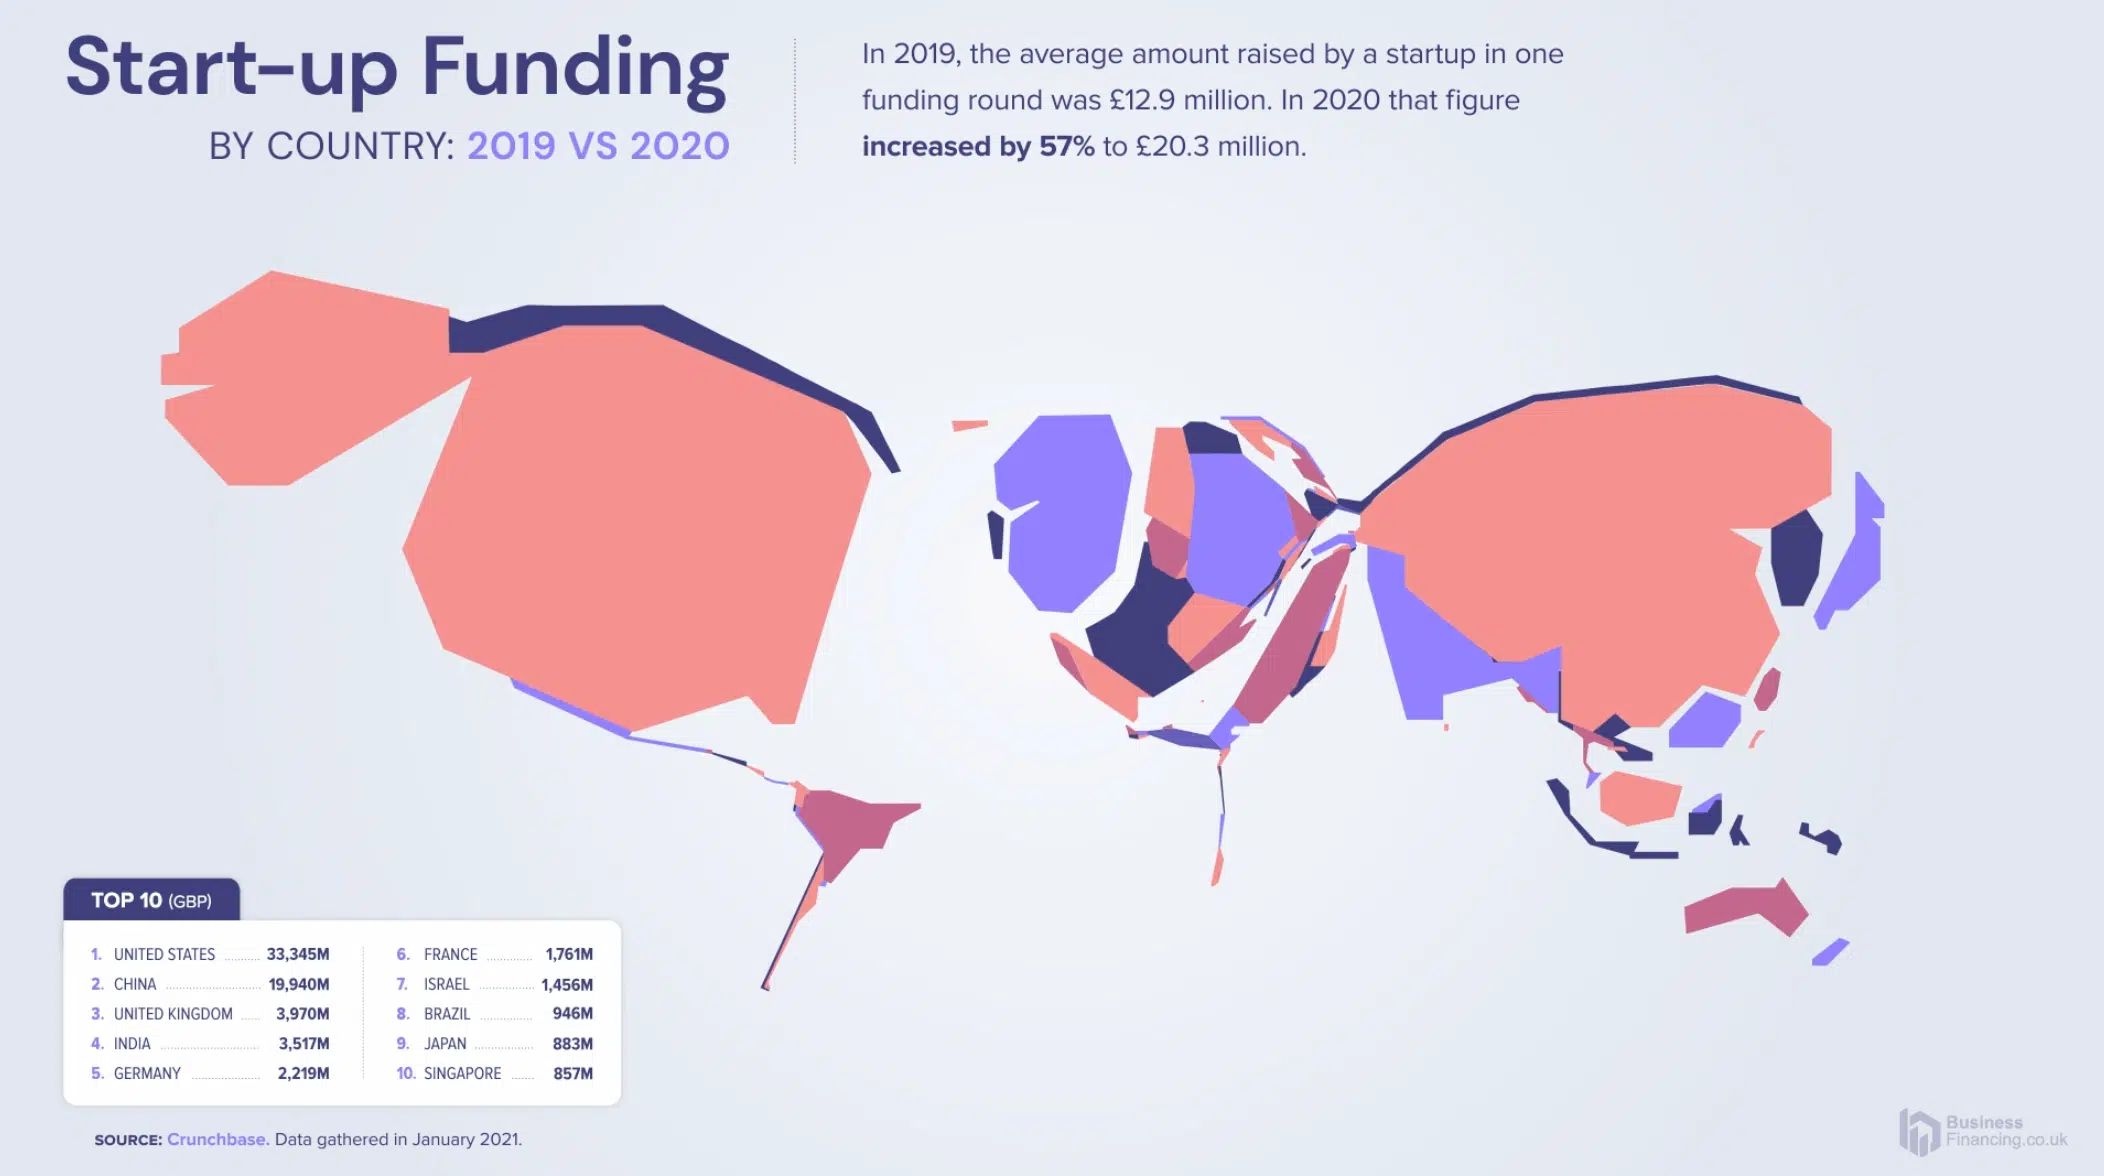 Start-up Funding
BY COUNTRY: 2019 VS 2020
In 2019, the average amount raised by a startup in one
funding round was £12.9 million. In 2020 that figure
increased by 57% to £20.3 million.
TOP 10 (GBP)
1. UNITED STATES 33,345M
2. CHINA 19,940M
3. UNITED KINGDOM 3,970M
4. INDIA 3,517M
5. GERMANY 2,219M
6. FRANCE 1,761M
7. ISRAEL 1,456M
8. BRAZIL 946M
9. JAPAN 883M
10. SINGAPORE 857M
SOURCE: Crunchbase. Data gathered in January 2021.
Business
Financing.co.uk